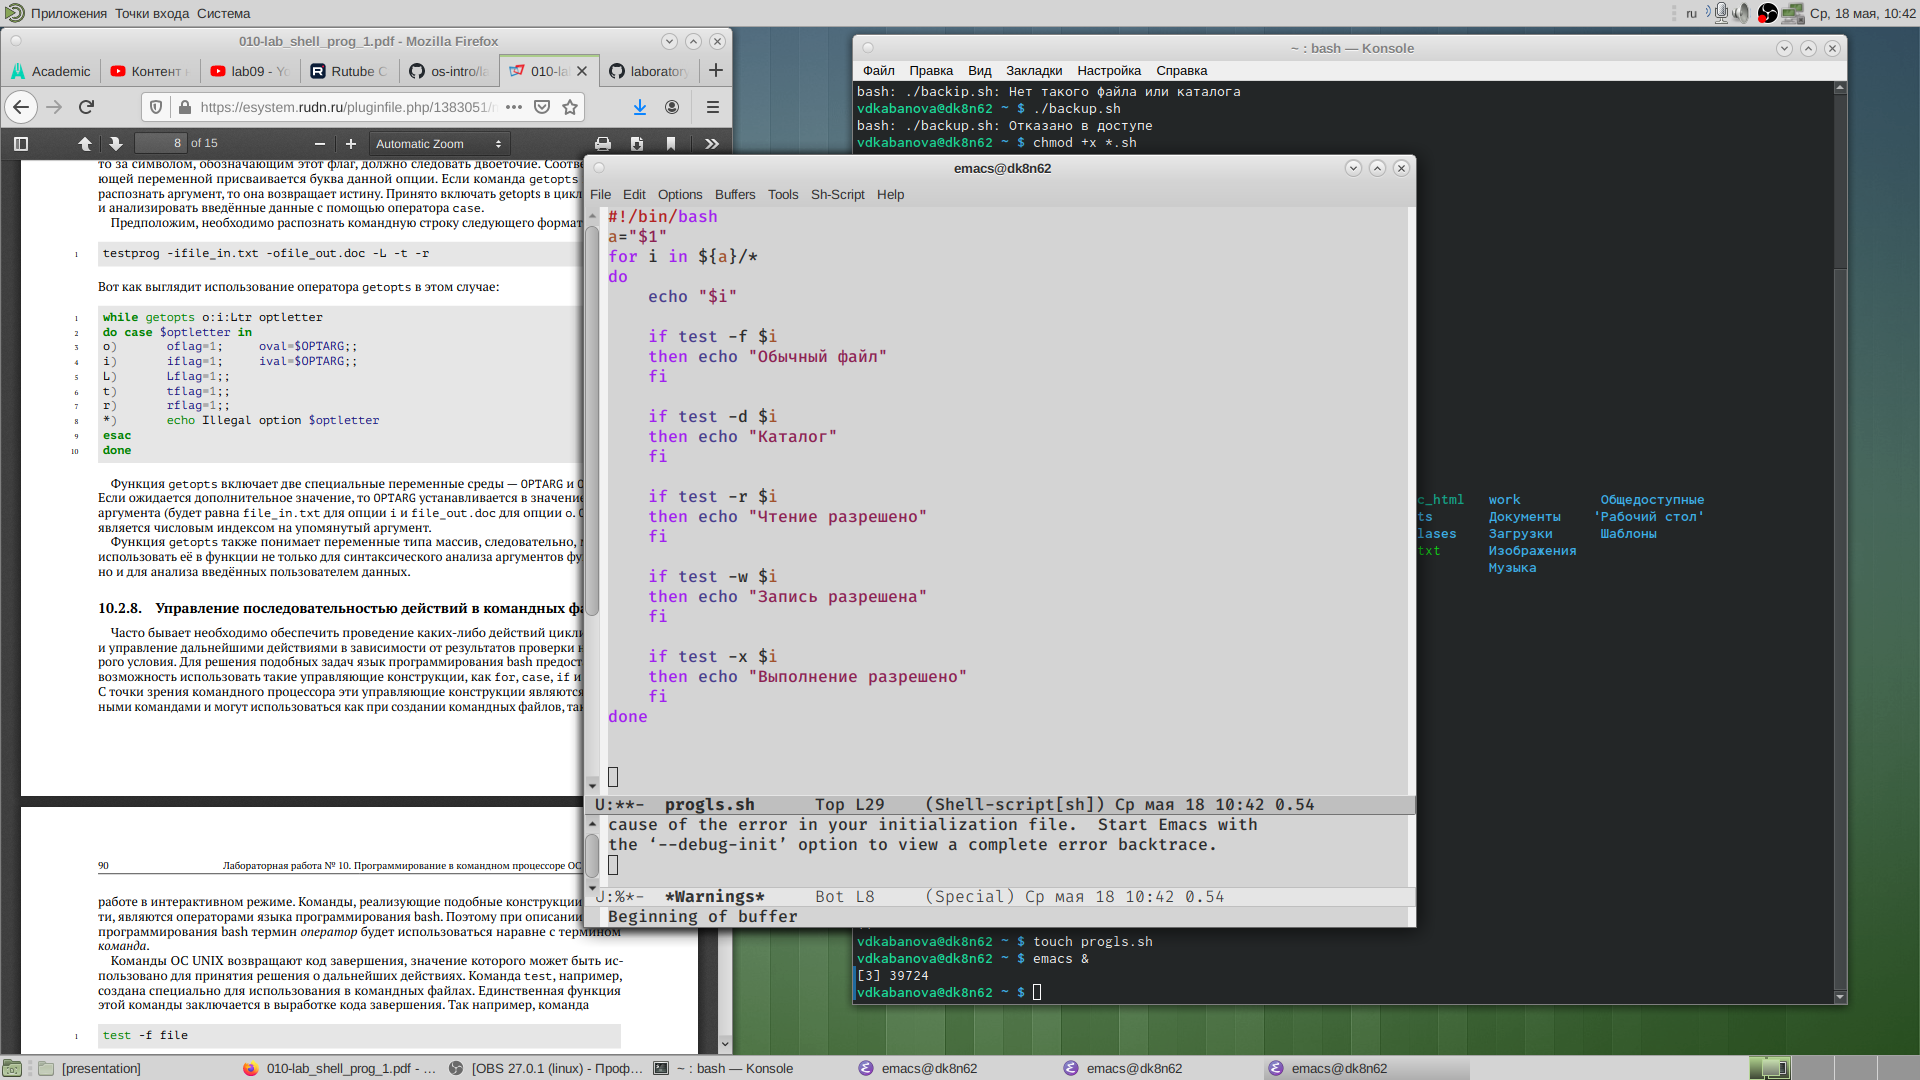 Приложения Точки входа Система
ru Ср, 18 мая, 10:42
010-lab_shell_prog_1.pdf - Mozilla Firefox
Academic
Контент
lab09 - Yo
Rutube
os-intro/la
010-la
laboratory
https://esystem.rudn.ru/pluginfile.php/1383051/
8 of 15
Automatic Zoom
то за символом, обозначающим этот флаг, должно следовать двоеточие. Соотве
ющей переменной присваивается буква данной опции. Если команда getopts
распознать аргумент, то она возвращает истину. Принято включать getopts в цикл
и анализировать введённые данные с помощью оператора case.
Предположим, необходимо распознать командную строку следующего формат
1 testprog -ifile_in.txt -ofile_out.doc -L -t -r
Вот как выглядит использование оператора getopts в этом случае:
1 while getopts o:i:Ltr optletter
2 do case $optletter in
3 o) oflag=1; oval=$OPTARG;;
4 i) iflag=1; ival=$OPTARG;;
5 L) Lflag=1;;
6 t) tflag=1;;
7 r) rflag=1;;
8 *) echo Illegal option $optletter
9 esac
10 done
Функция getopts включает две специальные переменные среды — OPTARG и
Если ожидается дополнительное значение, то OPTARG устанавливается в значение
аргумента (будет равна file_in.txt для опции i и file_out.doc для опции o.
является числовым индексом на упомянутый аргумент.
Функция getopts также понимает переменные типа массив, следовательно,
использовать её в функции не только для синтаксического анализа аргументов фу
но и для анализа введённых пользователем данных.
10.2.8. Управление последовательностью действий в командных фа
Часто бывает необходимо обеспечить проведение каких-либо действий цикли
и управление дальнейшими действиями в зависимости от результатов проверки н
рого условия. Для решения подобных задач язык программирования bash предост
возможность использовать такие управляющие конструкции, как for, case, if и
С точки зрения командного процессора эти управляющие конструкции являются
ными командами и могут использоваться как при создании командных файлов, так
90 Лабораторная работа № 10. Программирование в командном процессоре ОС
работе в интерактивном режиме. Команды, реализующие подобные конструкции
ти, являются операторами языка программирования bash. Поэтому при описании
программирования bash термин оператор будет использоваться наравне с термином
команда.
Команды ОС UNIX возвращают код завершения, значение которого может быть ис-
пользовано для принятия решения о дальнейших действиях. Команда test, например,
создана специально для использования в командных файлах. Единственная функция
этой команды заключается в выработке кода завершения. Так например, команда
1 test -f file
~ : bash — Konsole
Файл Правка Вид Закладки Настройка Справка
bash: ./backip.sh: Нет такого файла или каталога
vdkabanova@dk8n62 ~ $ ./backup.sh
bash: ./backup.sh: Отказано в доступе
vdkabanova@dk8n62 ~ $ chmod +x *.sh
c_html work Общедоступные
ts Документы 'Рабочий стол'
lases Загрузки Шаблоны
txt Изображения
Музыка
vdkabanova@dk8n62 ~ $ touch progls.sh
vdkabanova@dk8n62 ~ $ emacs &
[3] 39724
vdkabanova@dk8n62 ~ $
emacs@dk8n62
File Edit Options Buffers Tools Sh-Script Help
#!/bin/bash
a="$1"
for i in ${a}/*
do
echo "$i"
if test -f $i
then echo "Обычный файл"
fi
if test -d $i
then echo "Каталог"
fi
if test -r $i
then echo "Чтение разрешено"
fi
if test -w $i
then echo "Запись разрешена"
fi
if test -x $i
then echo "Выполнение разрешено"
fi
done
U:**- progls.sh Top L29 (Shell-script[sh]) Ср мая 18 10:42 0.54
cause of the error in your initialization file. Start Emacs with
the ‘--debug-init’ option to view a complete error backtrace.
U:%*- *Warnings* Bot L8 (Special) Ср мая 18 10:42 0.54
Beginning of buffer
[presentation]
010-lab_shell_prog_1.pdf - ...
[OBS 27.0.1 (linux) - Проф...
~ : bash — Konsole
emacs@dk8n62
emacs@dk8n62
emacs@dk8n62